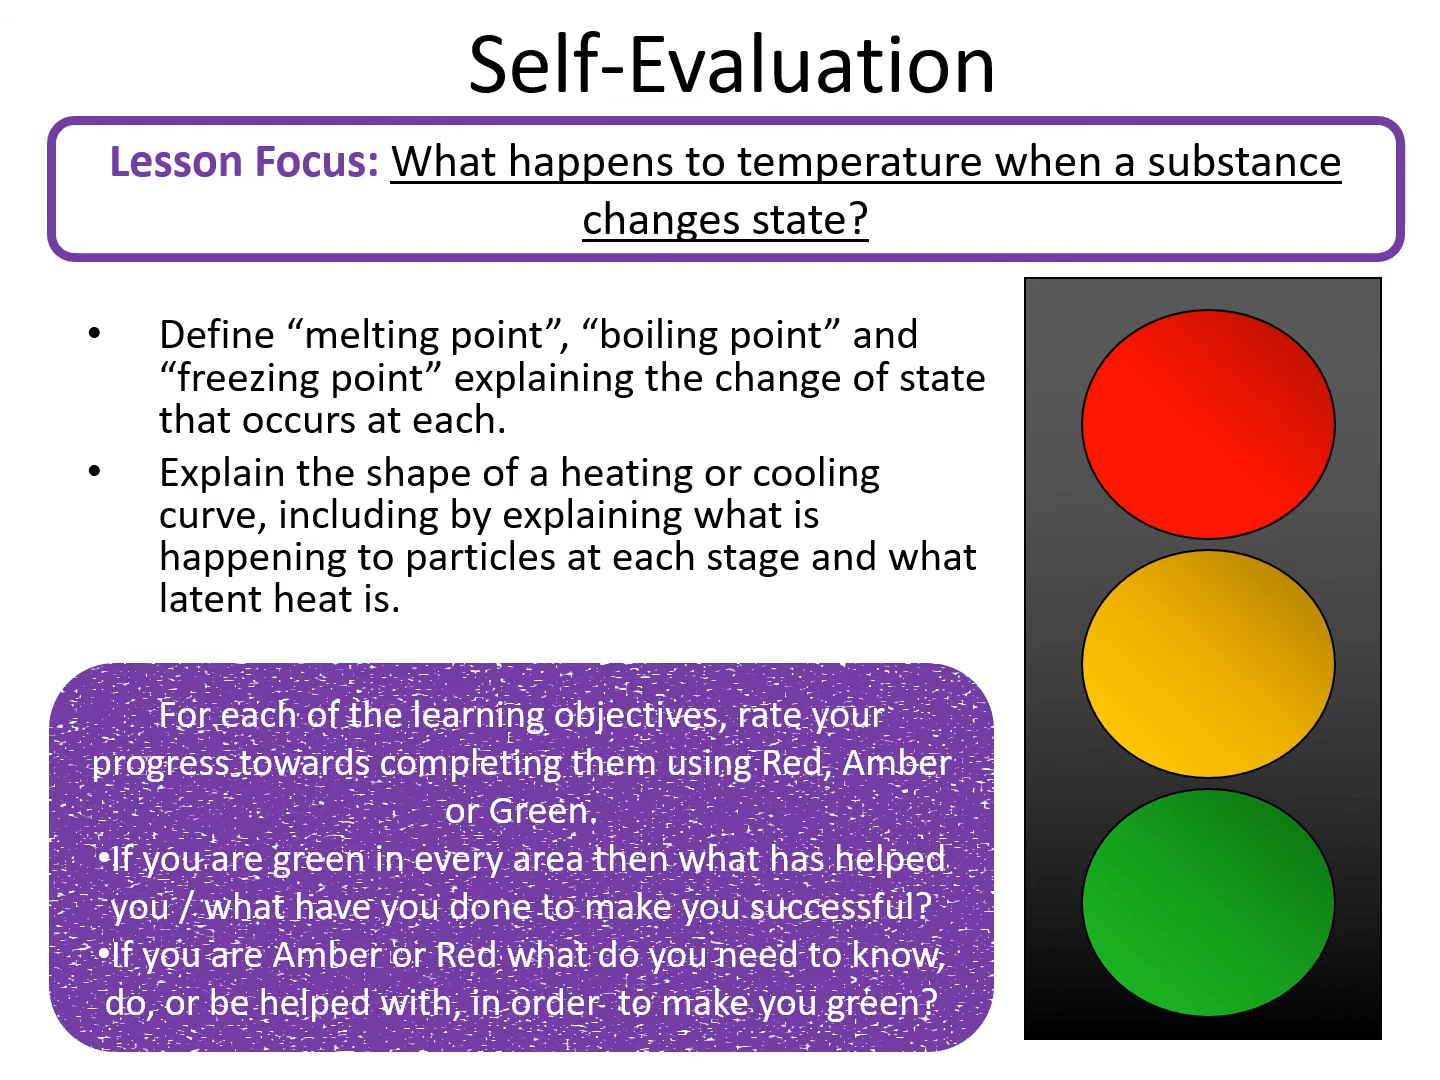 Self-Evaluation
Lesson Focus: What happens to temperature when a substance
changes state?
• Define “melting point”, “boiling point” and
“freezing point” explaining the change of state
that occurs at each.
• Explain the shape of a heating or cooling
curve, including by explaining what is
happening to particles at each stage and what
latent heat is.
For each of the learning objectives, rate your
progress towards completing them using Red, Amber
or Green.
•If you are green in every area then what has helped
you / what have you done to make you successful?
•If you are Amber or Red what do you need to know,
do, or be helped with, in order  to make you green?